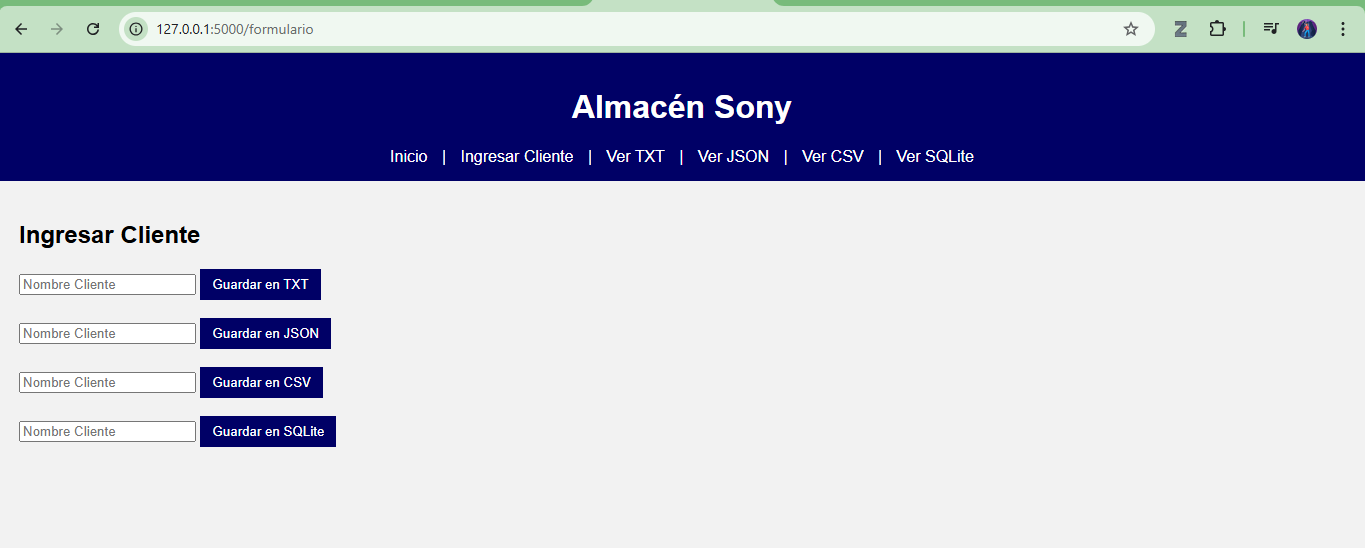 127.0.0.1:5000/formulario
Almacén Sony
Inicio | Ingresar Cliente | Ver TXT | Ver JSON | Ver CSV | Ver SQLite
Ingresar Cliente
Nombre Cliente Guardar en TXT
Nombre Cliente Guardar en JSON
Nombre Cliente Guardar en CSV
Nombre Cliente Guardar en SQLite